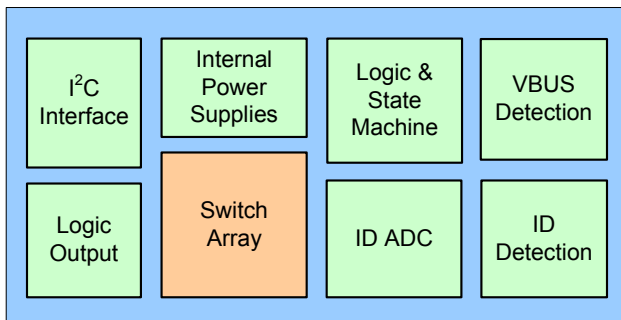 I²C
Interface
Internal
Power
Supplies
Logic &
State
Machine
VBUS
Detection
Logic
Output
Switch
Array
ID ADC
ID
Detection